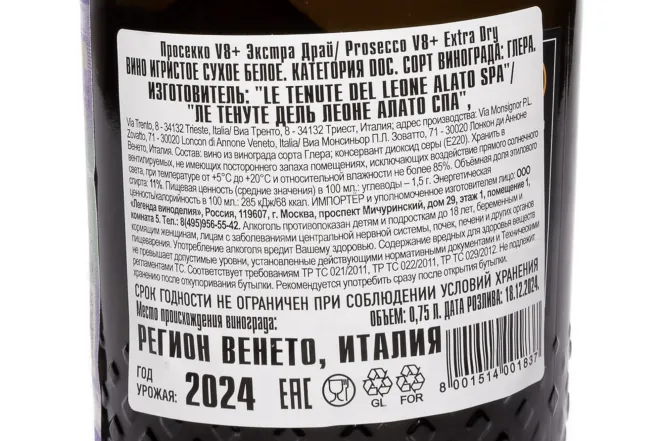 Просекко V8+ Экстра Драй/ Prosecco V8+ Extra Dry
ВИНО ИГРИСТОЕ СУХОЕ БЕЛОЕ. КАТЕГОРИЯ DOC. СОРТ ВИНОГРАДА: ГЛЕРА.
ИЗГОТОВИТЕЛЬ: "LE TENUTE DEL LEONE ALATO SPA"/
"ЛЕ ТЕНУТЕ ДЕЛЬ ЛЕОНЕ АЛАТО СПА",
Via Trento, 8 - 34132 Trieste, Italia/ Виа Тренто, 8 - 34132 Триест, Италия; адрес производства: Via Monsignor P.L.
Zovatto, 71 - 30020 Loncon di Annone Veneto, Italia/ Виа Монсиньор П.Л. Зоватто, 71 - 30020 Лонкон ди Анноне
Венето, Италия. Состав: вино из винограда сорта Глера; консервант диоксид серы (E220). Хранить в
вентилируемых, не имеющих постороннего запаха помещениях, исключающих воздействие прямого солнечного
света, при температуре от +5°С до +20°С и относительной влажности не более 85%. Объёмная доля этилового
спирта: 11%. Пищевая ценность (средние значения) в 100 мл.: углеводы – 1,5 г. Энергетическая
ценность/калорийность в 100 мл.: 285 кДж/68 ккал. ИМПОРТЕР и уполномоченное изготовителем лицо: ООО
«Легенда виноделия», Россия, 119607, г. Москва, проспект Мичуринский, дом 29, этаж 1, помещение 1,
комната 5. Тел.: 8(495)956-55-42. Алкоголь противопоказан детям и подросткам до 18 лет, беременным и
кормящим женщинам, лицам с заболеваниями центральной нервной системы, почек, печени и других органов
пищеварения. Употребление алкоголя вредит Вашему здоровью. Содержание вредных для здоровья веществ
не превышает допустимые уровни, установленные действующими нормативными документами и Техническими
регламентами ТС. Соответствует требованиям ТР ТС 021/2011, ТР ТС 022/2011, ТР ТС 029/2012. Не подлежит
хранению после откупоривания бутылки. Рекомендуется употребить сразу после открытия бутылки.
СРОК ГОДНОСТИ НЕ ОГРАНИЧЕН ПРИ СОБЛЮДЕНИИ УСЛОВИЙ ХРАНЕНИЯ
ОБЪЕМ: 0,75 Л. ДАТА РОЗЛИВА: 18.12.2024.
Место происхождения винограда:
РЕГИОН ВЕНЕТО, ИТАЛИЯ
ГОД
УРОЖАЯ: 2024 ЕАС
GL FOR
8 001514 001837